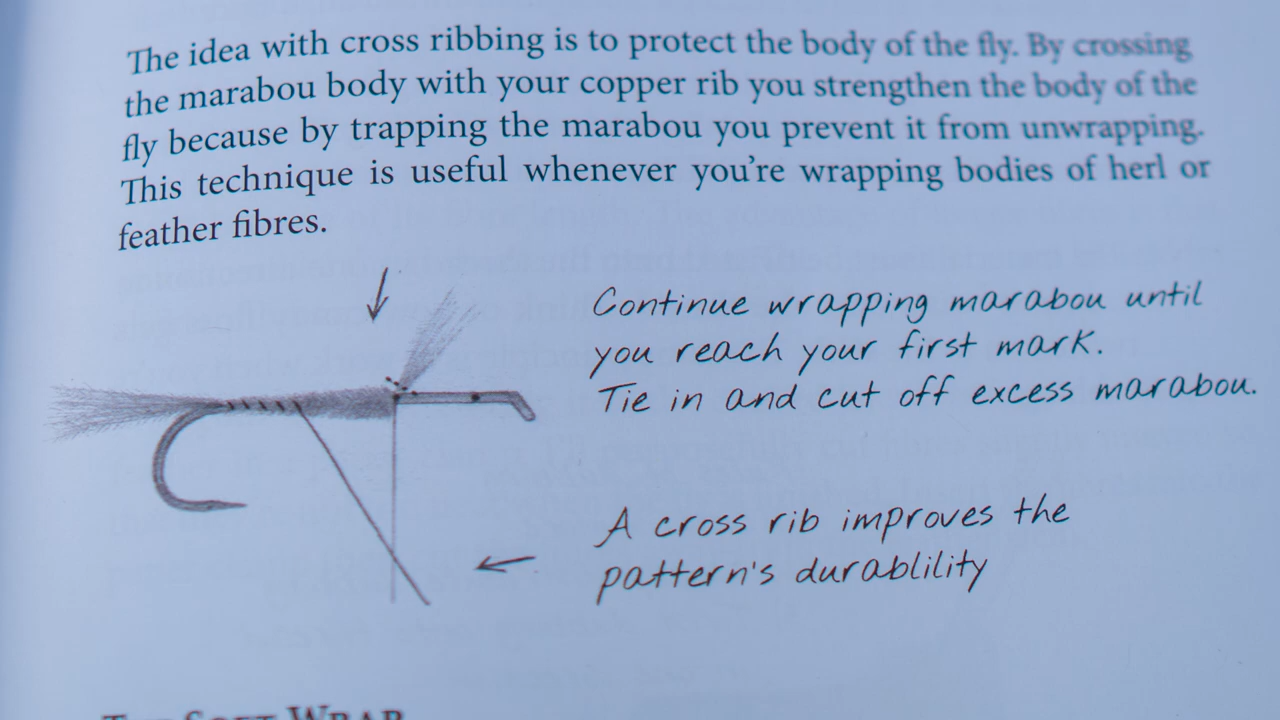 The idea with cross ribbing is to protect the body of the fly. By crossing
the marabou body with your copper rib you strengthen the body of the
fly because by trapping the marabou you prevent it from unwrapping.
This technique is useful whenever you're wrapping bodies of herl or
feather fibres.
Continue wrapping marabou until
you reach your first mark.
Tie in and cut off excess marabou.
A cross rib improves the
pattern's durablility
The Soft Wrap